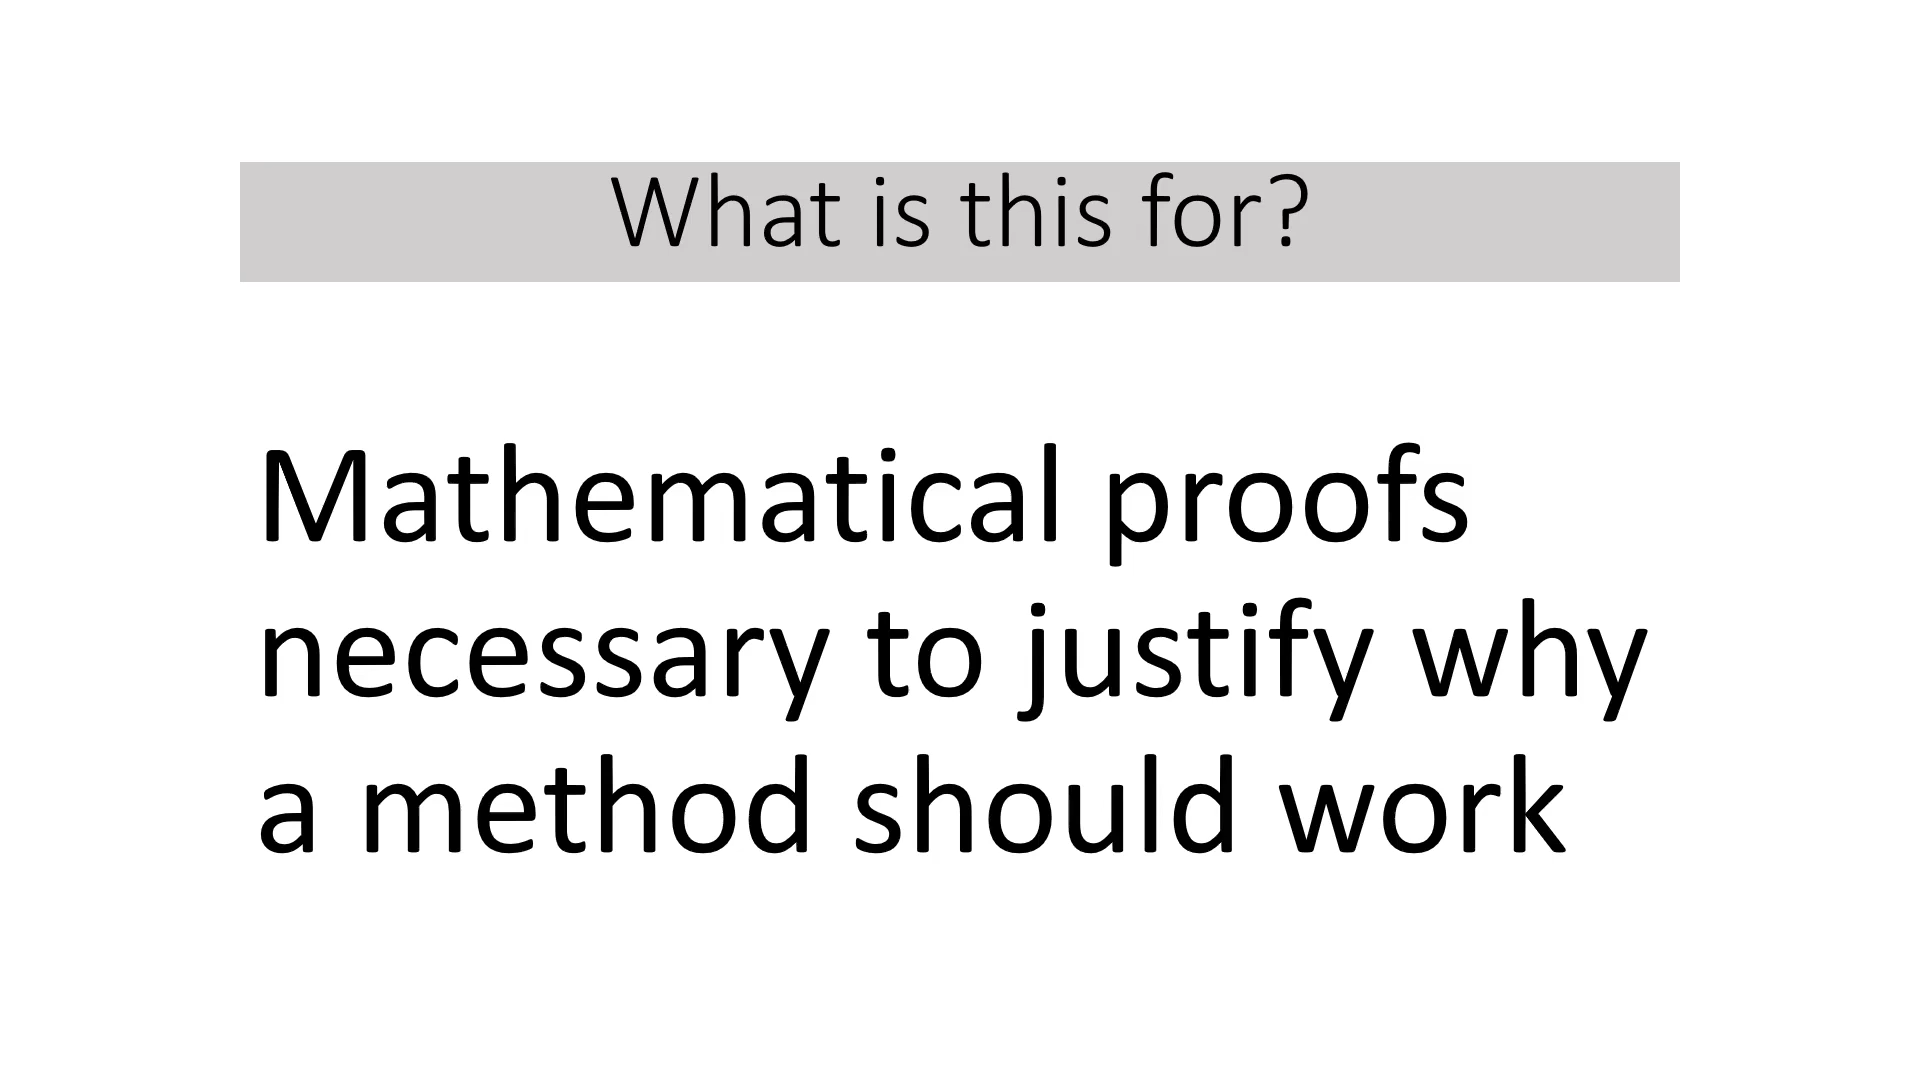 What is this for?
Mathematical proofs
necessary to justify why
a method should work